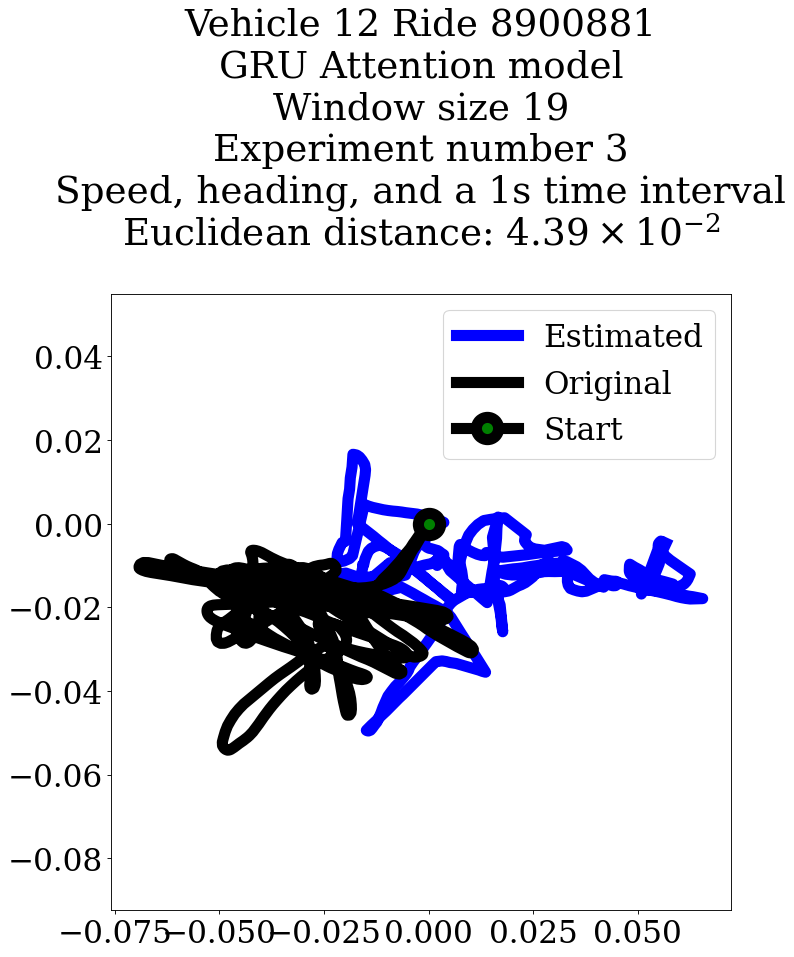 Vehicle 12 Ride 8900881
GRU Attention model
Window size 19
Experiment number 3
Speed, heading, and a 1s time interval
Euclidean distance: 4.39 × 10⁻²
Estimated
Original
Start
0.04
0.02
0.00
−0.02
−0.04
−0.06
−0.08
−0.075 −0.050 −0.025 0.000 0.025 0.050